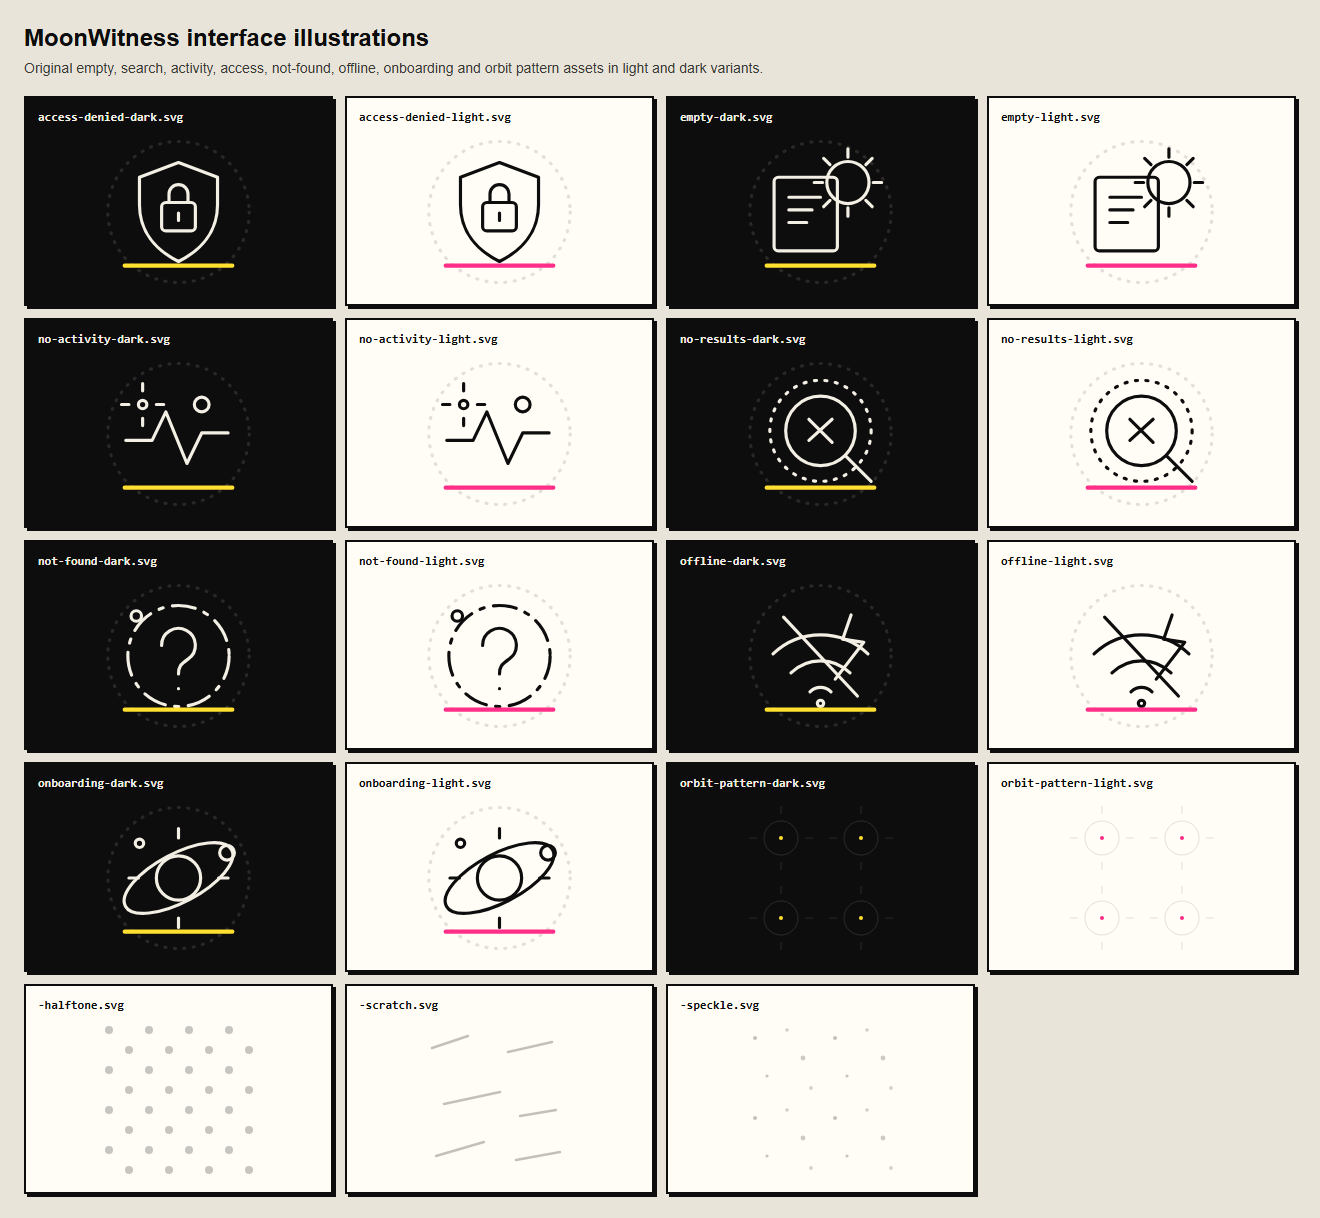 MoonWitness interface illustrations
Original empty, search, activity, access, not-found, offline, onboarding and orbit pattern assets in light and dark variants.
access-denied-dark.svg
access-denied-light.svg
empty-dark.svg
empty-light.svg
no-activity-dark.svg
no-activity-light.svg
no-results-dark.svg
no-results-light.svg
not-found-dark.svg
not-found-light.svg
offline-dark.svg
offline-light.svg
onboarding-dark.svg
onboarding-light.svg
orbit-pattern-dark.svg
orbit-pattern-light.svg
-halftone.svg
-scratch.svg
-speckle.svg